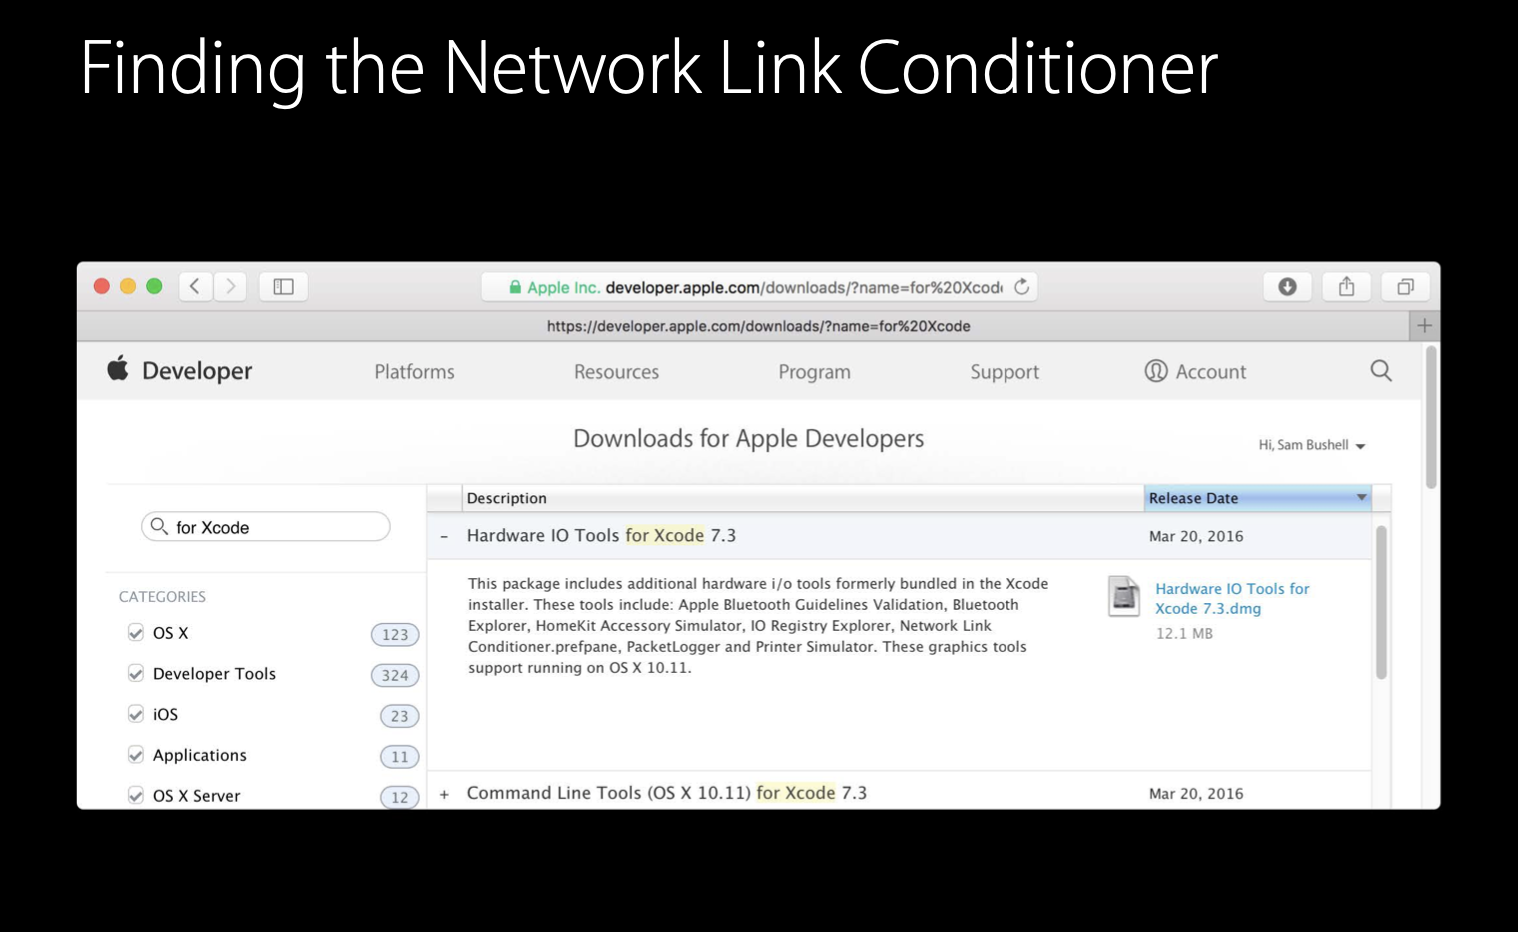 Finding the Network Link Conditioner
Apple Inc. developer.apple.com/downloads/?name=for%20Xcod
https://developer.apple.com/downloads/?name=for%20Xcode
+
Developer Platforms Resources Program Support Account
Downloads for Apple Developers
Hi, Sam Bushell
for Xcode
CATEGORIES
OS X 123
Developer Tools 324
iOS 23
Applications 11
OS X Server 12
Description Release Date
– Hardware IO Tools for Xcode 7.3 Mar 20, 2016
This package includes additional hardware i/o tools formerly bundled in the Xcode
installer. These tools include: Apple Bluetooth Guidelines Validation, Bluetooth
Explorer, HomeKit Accessory Simulator, IO Registry Explorer, Network Link
Conditioner.prefpane, PacketLogger and Printer Simulator. These graphics tools
support running on OS X 10.11.
Hardware IO Tools for
Xcode 7.3.dmg
12.1 MB
+ Command Line Tools (OS X 10.11) for Xcode 7.3 Mar 20, 2016